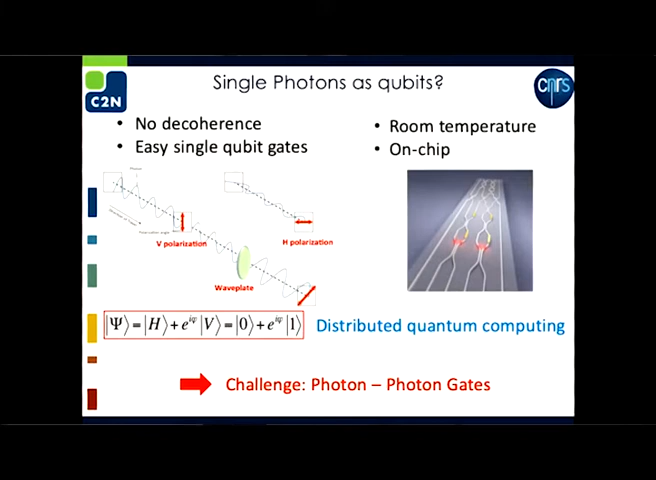 Single Photons as qubits?
C2N
cnrs
• No decoherence
• Easy single qubit gates
• Room temperature
• On-chip
V polarization
H polarization
Waveplate
|Ψ⟩ = |H⟩ + e^{iφ} |V⟩ = |0⟩ + e^{iφ} |1⟩
Distributed quantum computing
Challenge: Photon – Photon Gates